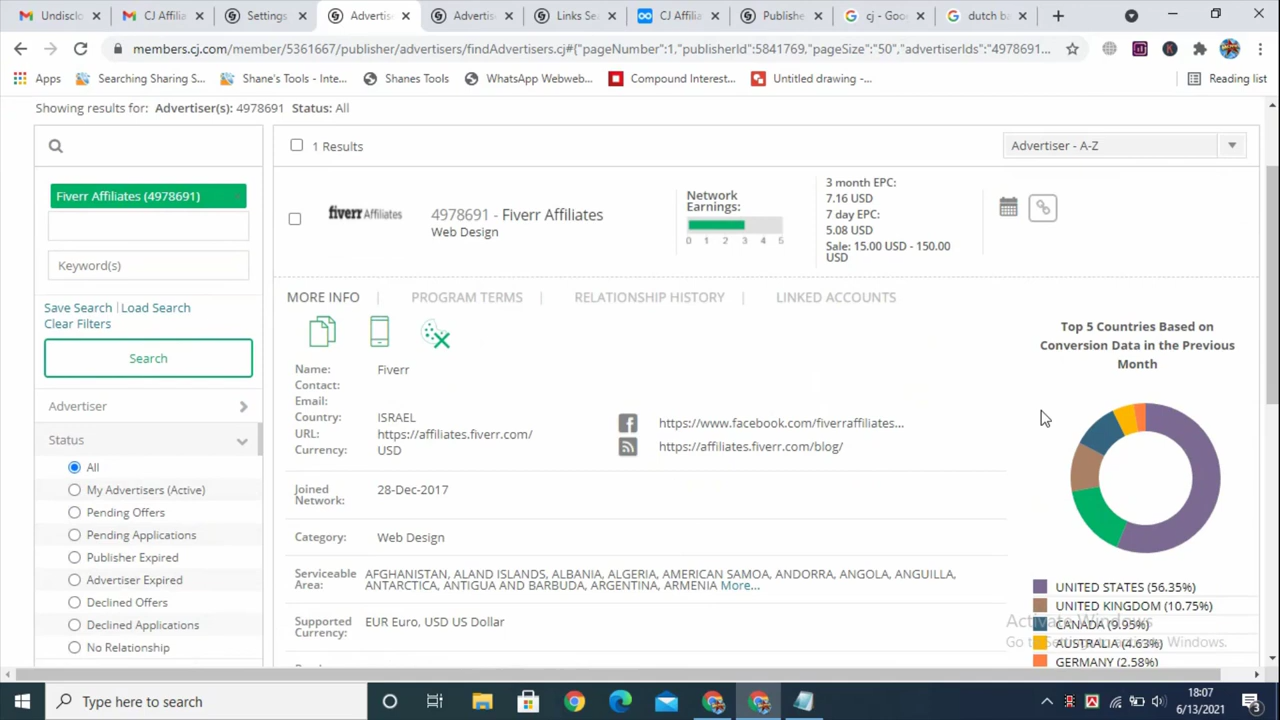 Undisclo
CJ Affilia
Settings
Advertise
Advertis
Links Se
CJ Affilia
Publishe
cj - Goo
dutch ba
members.cj.com/member/5361667/publisher/advertisers/findAdvertisers.cj#{"pageNumber":1,"publisherId":5841769,"pageSize":"50","advertiserIds":"4978691...
Apps
Searching Sharing S...
Shane's Tools - Inte...
Shanes Tools
WhatsApp Webweb...
Compound Interest...
Untitled drawing -...
Reading list
Showing results for: Advertiser(s): 4978691 Status: All
1 Results
Advertiser - A-Z
Fiverr Affiliates (4978691)
Keyword(s)
Save Search | Load Search
Clear Filters
Search
Advertiser
Status
All
My Advertisers (Active)
Pending Offers
Pending Applications
Publisher Expired
Advertiser Expired
Declined Offers
Declined Applications
No Relationship
fiverr Affiliates
4978691 - Fiverr Affiliates
Web Design
Network
Earnings:
0 1 2 3 4 5
3 month EPC:
7.16 USD
7 day EPC:
5.08 USD
Sale: 15.00 USD - 150.00
USD
MORE INFO | PROGRAM TERMS | RELATIONSHIP HISTORY | LINKED ACCOUNTS
Name: Fiverr
Contact:
Email:
Country: ISRAEL
URL: https://affiliates.fiverr.com/
Currency: USD
https://www.facebook.com/fiverraffiliates...
https://affiliates.fiverr.com/blog/
Joined
Network:
28-Dec-2017
Category: Web Design
Serviceable
Area:
AFGHANISTAN, ALAND ISLANDS, ALBANIA, ALGERIA, AMERICAN SAMOA, ANDORRA, ANGOLA, ANGUILLA,
ANTARCTICA, ANTIGUA AND BARBUDA, ARGENTINA, ARMENIA More...
Supported
Currency:
EUR Euro, USD US Dollar
Top 5 Countries Based on
Conversion Data in the Previous
Month
UNITED STATES (56.35%)
UNITED KINGDOM (10.75%)
CANADA (9.95%)
AUSTRALIA (4.63%)
GERMANY (2.58%)
Activate Windows
Go to Settings to activate Windows.
Type here to search
18:07
6/13/2021
3